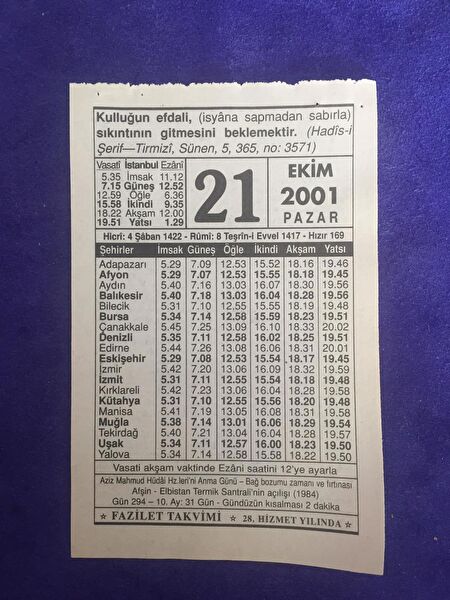 Kulluğun efdali, (isyâna sapmadan sabırla)
sıkıntının gitmesini beklemektir. (Hadîs-i
Şerif—Tirmizî, Sünen, 5, 365, no: 3571)
Vasatî İstanbul Ezânî
5.35 İmsak 11.12
7.15 Güneş 12.52
12.59 Öğle 6.36
15.58 İkindi 9.35
18.22 Akşam 12.00
19.51 Yatsı 1.29
21
EKİM
2001
PAZAR
Hicrî: 4 Şâban 1422 - Rûmî: 8 Teşrîn-i Evvel 1417 - Hızır 169
Şehirler İmsak Güneş Öğle İkindi Akşam Yatsı
Adapazarı 5.29 7.09 12.53 15.52 18.16 19.46
Afyon 5.29 7.07 12.53 15.55 18.18 19.45
Aydın 5.40 7.16 13.03 16.07 18.30 19.56
Balıkesir 5.40 7.18 13.03 16.04 18.28 19.56
Bilecik 5.31 7.10 12.55 15.55 18.19 19.48
Bursa 5.34 7.14 12.58 15.59 18.23 19.51
Çanakkale 5.45 7.25 13.09 16.10 18.33 20.02
Denizli 5.35 7.11 12.58 16.02 18.25 19.51
Edirne 5.44 7.26 13.08 16.06 18.31 20.01
Eskişehir 5.29 7.08 12.53 15.54 18.17 19.45
İzmir 5.42 7.20 13.06 16.09 18.32 19.59
İzmit 5.31 7.11 12.55 15.54 18.18 19.48
Kırklareli 5.42 7.23 13.06 16.04 18.28 19.58
Kütahya 5.31 7.10 12.55 15.56 18.20 19.48
Manisa 5.41 7.19 13.05 16.08 18.31 19.58
Muğla 5.38 7.14 13.01 16.06 18.29 19.54
Tekirdağ 5.40 7.21 13.04 16.04 18.28 19.57
Uşak 5.34 7.11 12.57 16.00 18.23 19.50
Yalova 5.34 7.14 12.58 15.58 18.22 19.50
Vasati akşam vaktinde Ezâni saatini 12'ye ayarla
Aziz Mahmud Hüdâi Hz.leri'ni Anma Günü – Bağ bozumu zamanı ve fırtınası
Afşin - Elbistan Termik Santrali'nin açılışı (1984)
Gün 294 – 10. Ay: 31 Gün - Gündüzün kısalması 2 dakika
★ FAZİLET TAKVİMİ ★ 28. HİZMET YILINDA ★